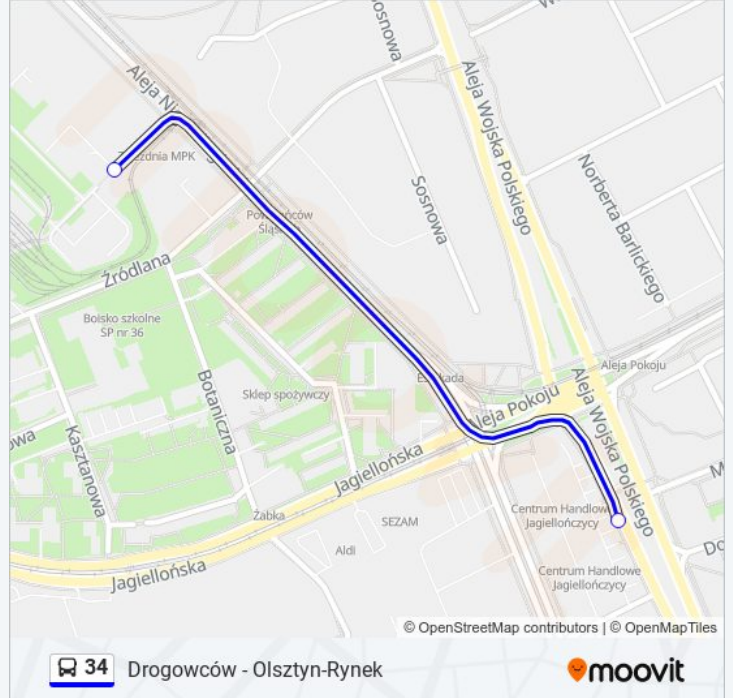 Sosnowa
Aleja Wojska Polskiego
Norberta Barlickiego
Sosnowa
Źródlana
Boisko szkolne
SP nr 36
Botaniczna
Kasztanowa
Sklep spożywczy
Aleja Pokoju
Aleja Pokoju
Aleja Wojska Polskiego
Jagiellońska
Żabka
SEZAM
Aldi
Centrum Handlowe
Jagiellończycy
Centrum Handlowe
Jagiellończycy
Jagiellońska
© OpenStreetMap contributors | © OpenMapTiles
34 Drogowców - Olsztyn-Rynek
moovit